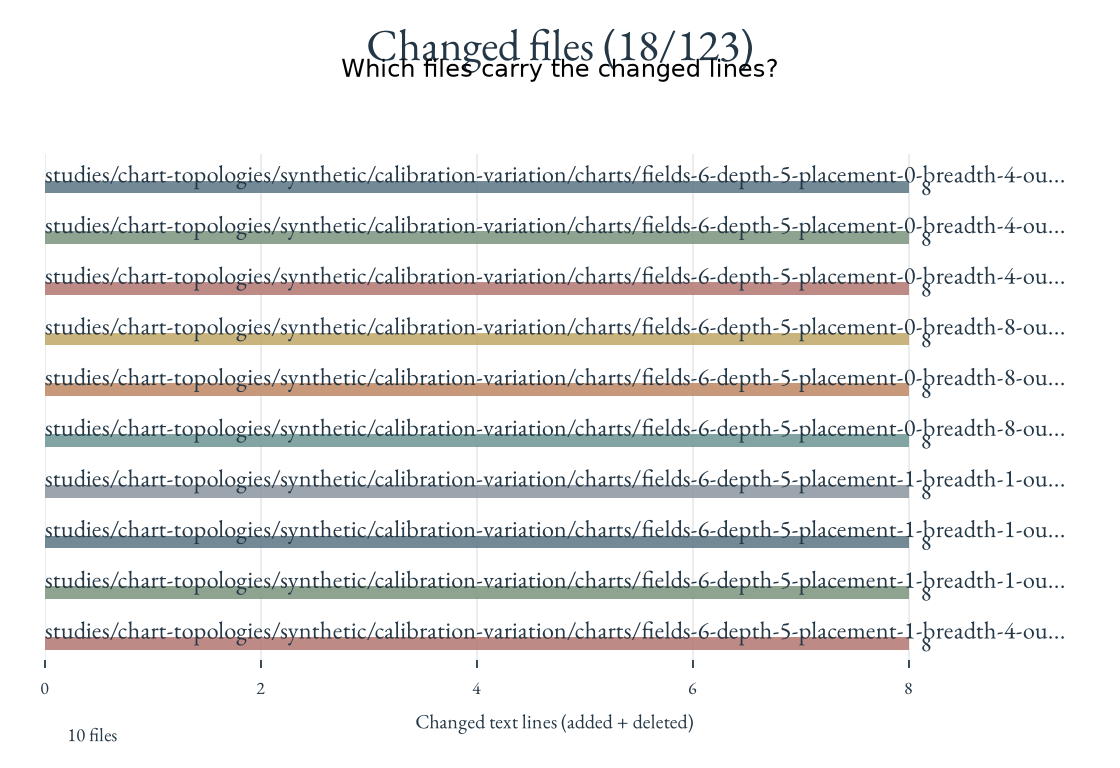 Changed files (18/123)
Which files carry the changed lines?
studies/chart-topologies/synthetic/calibration-variation/charts/fields-6-depth-5-placement-0-breadth-4-ou...
8
studies/chart-topologies/synthetic/calibration-variation/charts/fields-6-depth-5-placement-0-breadth-4-ou...
8
studies/chart-topologies/synthetic/calibration-variation/charts/fields-6-depth-5-placement-0-breadth-4-ou...
8
studies/chart-topologies/synthetic/calibration-variation/charts/fields-6-depth-5-placement-0-breadth-8-ou...
8
studies/chart-topologies/synthetic/calibration-variation/charts/fields-6-depth-5-placement-0-breadth-8-ou...
8
studies/chart-topologies/synthetic/calibration-variation/charts/fields-6-depth-5-placement-0-breadth-8-ou...
8
studies/chart-topologies/synthetic/calibration-variation/charts/fields-6-depth-5-placement-1-breadth-1-ou...
8
studies/chart-topologies/synthetic/calibration-variation/charts/fields-6-depth-5-placement-1-breadth-1-ou...
8
studies/chart-topologies/synthetic/calibration-variation/charts/fields-6-depth-5-placement-1-breadth-1-ou...
8
studies/chart-topologies/synthetic/calibration-variation/charts/fields-6-depth-5-placement-1-breadth-4-ou...
8
0 2 4 6 8
Changed text lines (added + deleted)
10 files